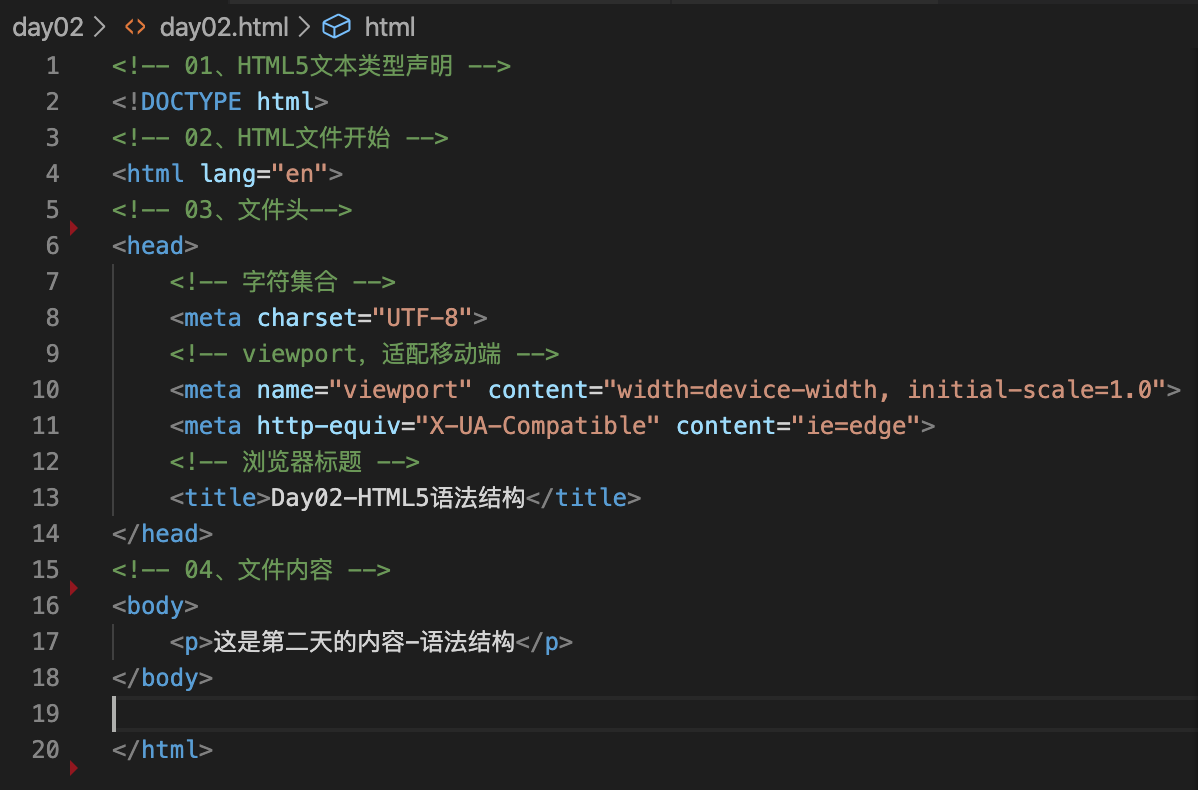 day02 > <> day02.html > html
1 <!-- 01、HTML5文本类型声明 -->
2 <!DOCTYPE html>
3 <!-- 02、HTML文件开始 -->
4 <html lang="en">
5 <!-- 03、文件头-->
6 <head>
7     <!-- 字符集合 -->
8     <meta charset="UTF-8">
9     <!-- viewport，适配移动端 -->
10     <meta name="viewport" content="width=device-width, initial-scale=1.0">
11     <meta http-equiv="X-UA-Compatible" content="ie=edge">
12     <!-- 浏览器标题 -->
13     <title>Day02-HTML5语法结构</title>
14 </head>
15 <!-- 04、文件内容 -->
16 <body>
17     <p>这是第二天的内容-语法结构</p>
18 </body>
19
20 </html>